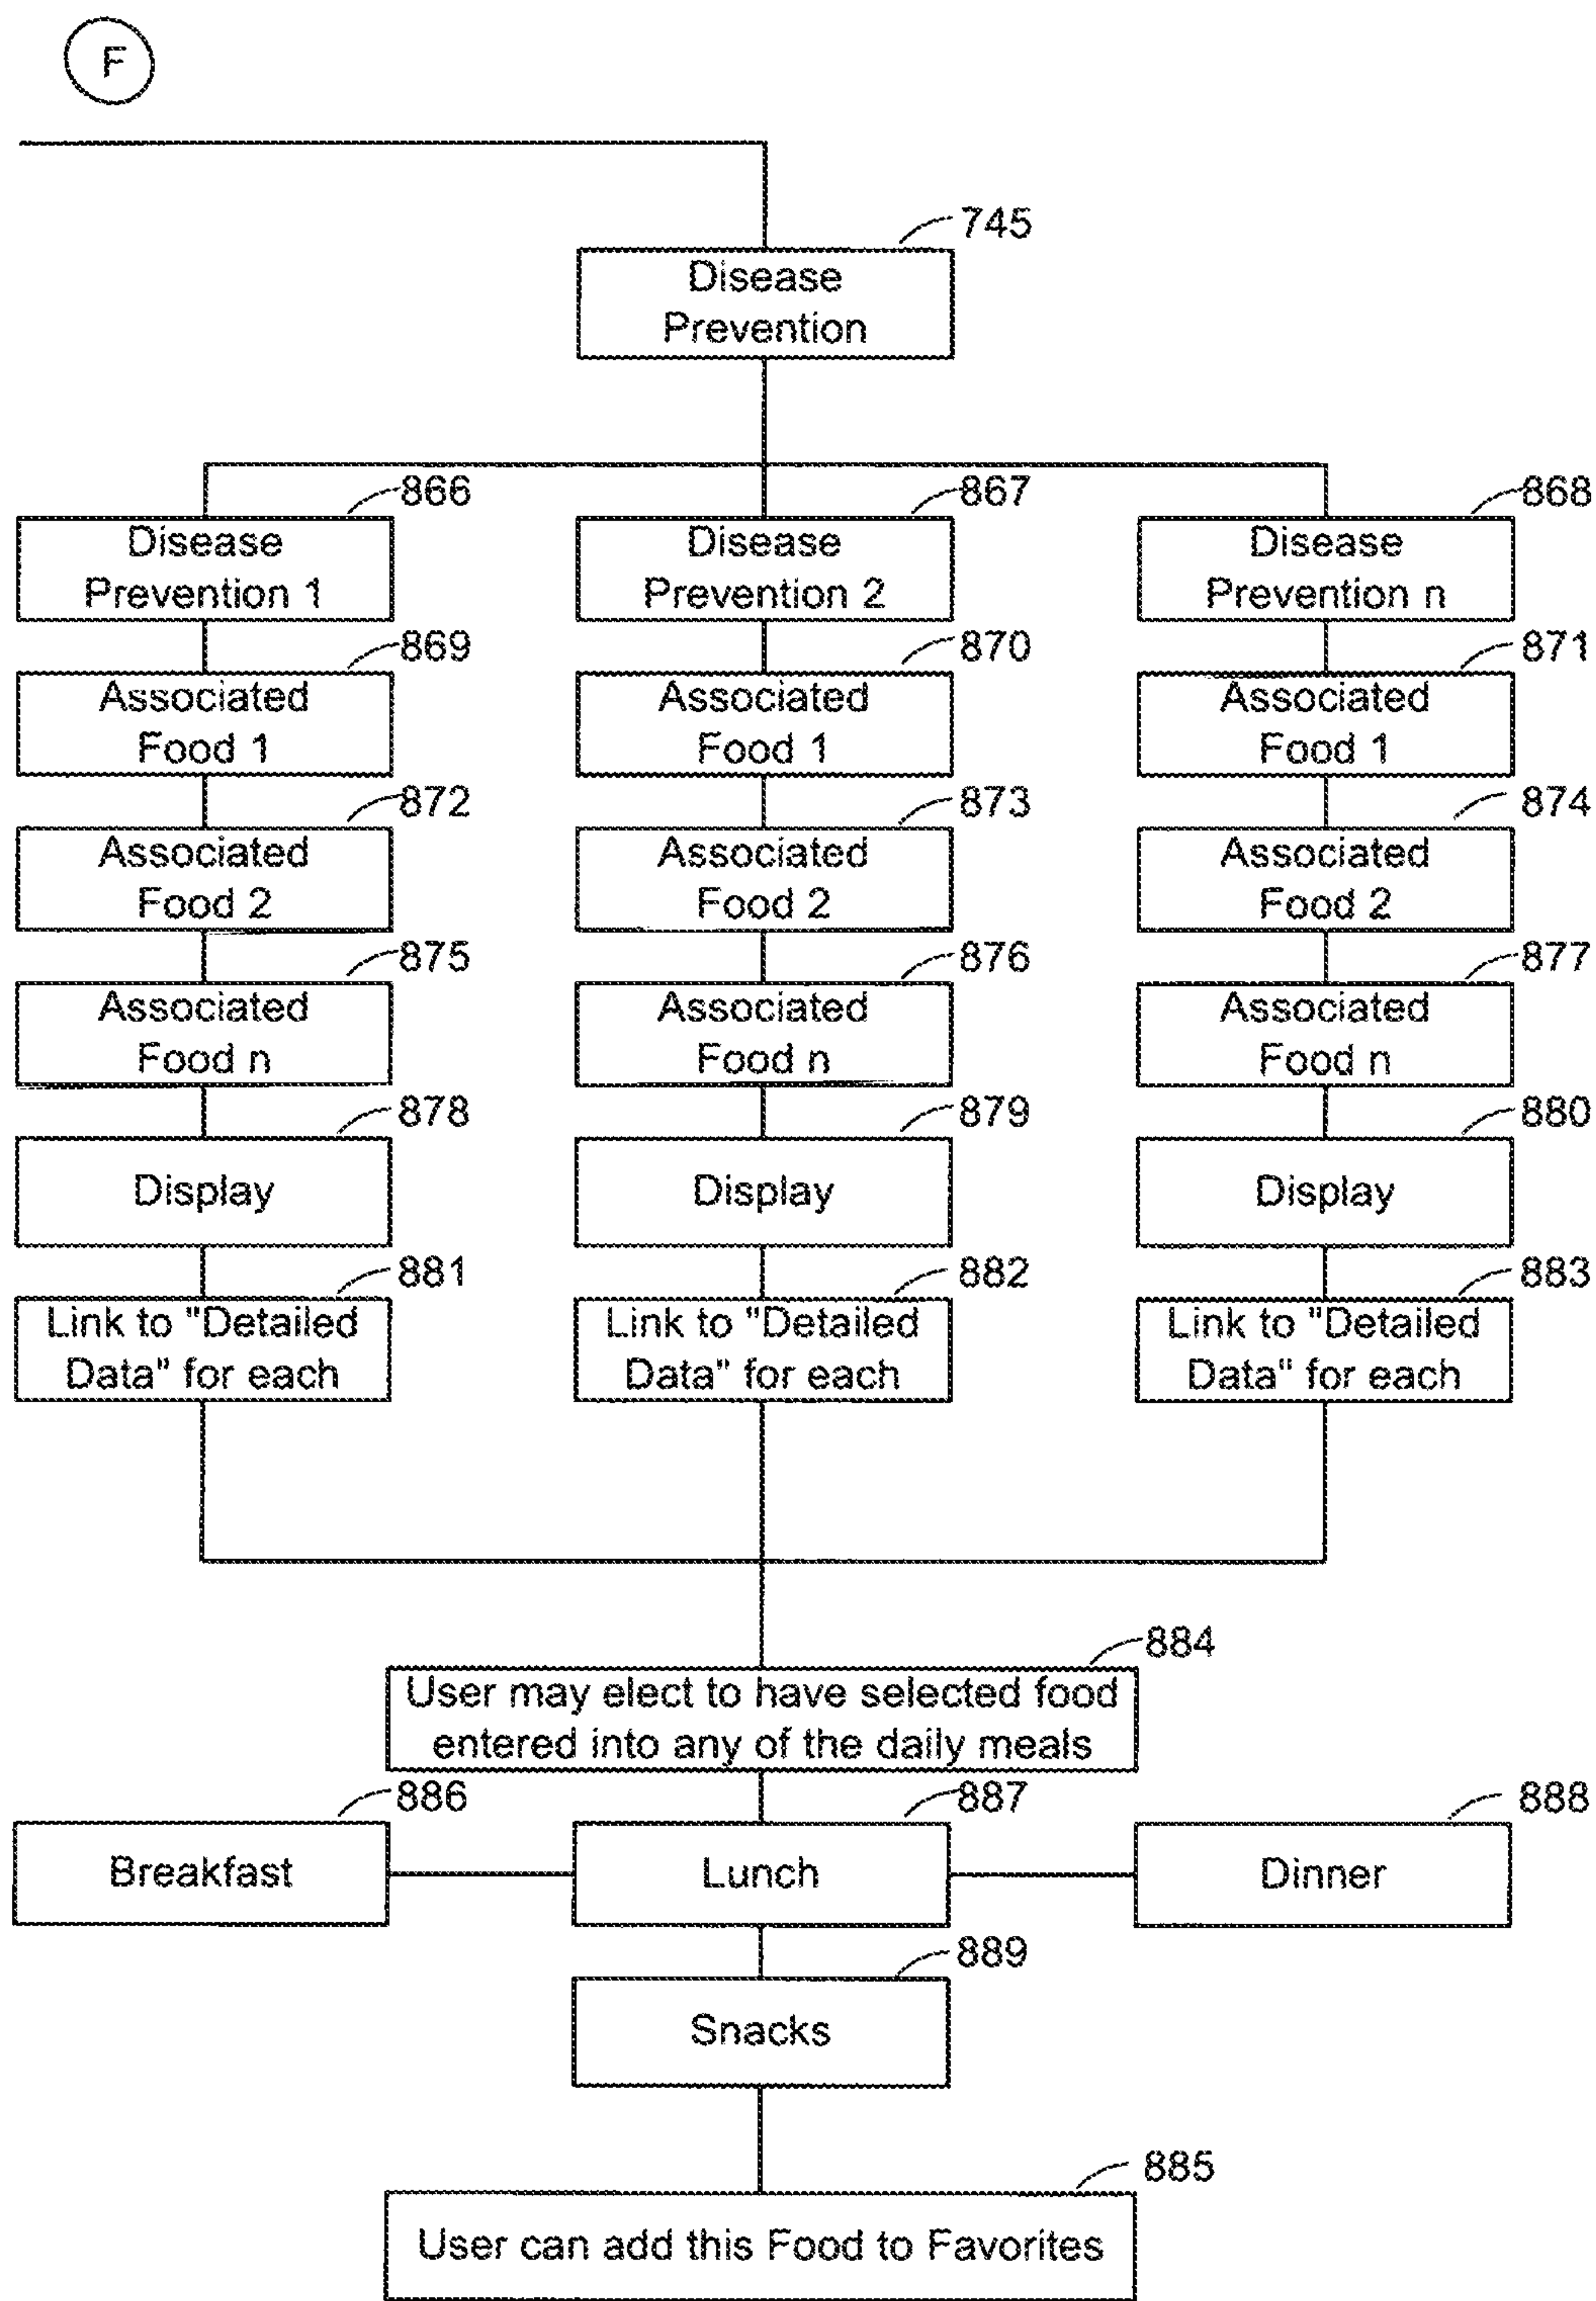 F
745
Disease
Prevention
866
867
868
Disease
Prevention 1
Disease
Prevention 2
Disease
Prevention n
869
870
871
Associated
Food 1
Associated
Food 1
Associated
Food 1
872
873
874
Associated
Food 2
Associated
Food 2
Associated
Food 2
875
876
877
Associated
Food n
Associated
Food n
Associated
Food n
878
879
880
Display
Display
Display
881
882
883
Link to "Detailed
Data" for each
Link to "Detailed
Data" for each
Link to "Detailed
Data" for each
884
User may elect to have selected food
entered into any of the daily meals
886
887
888
Breakfast
Lunch
Dinner
889
Snacks
885
User can add this Food to Favorites